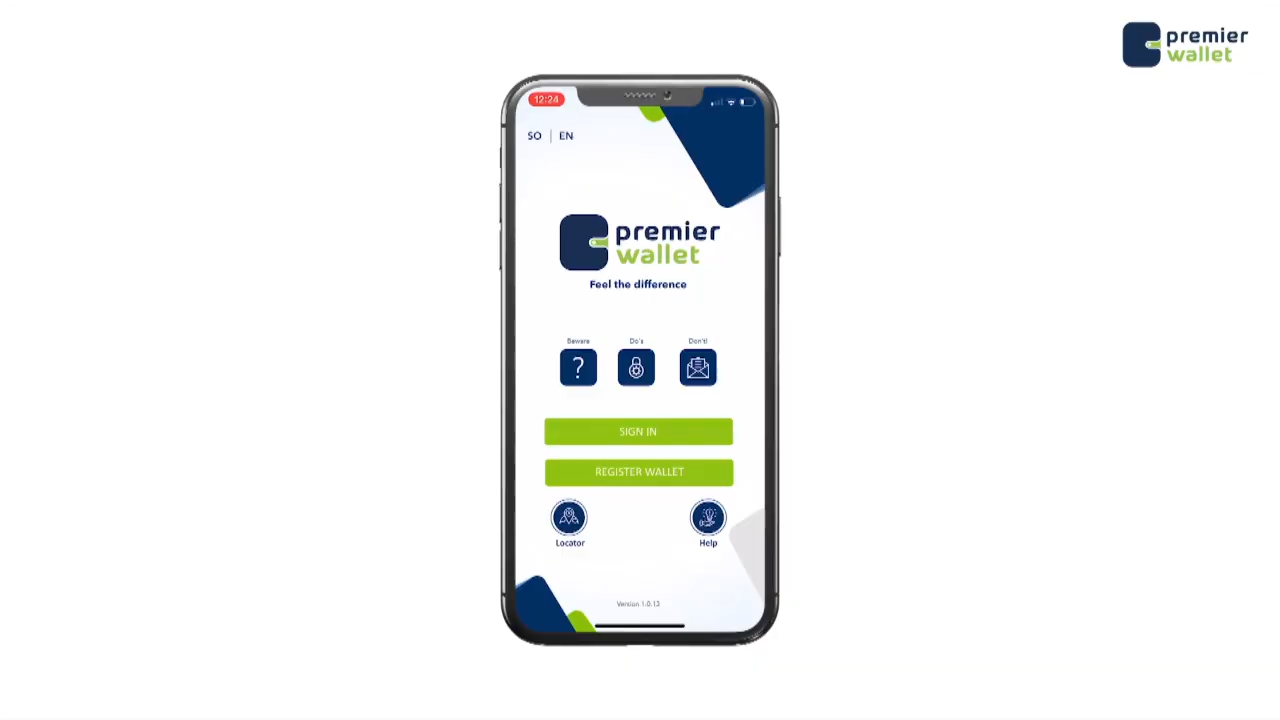 premier
wallet
12:24
SO | EN
premier
wallet
Feel the difference
Beware
Do's
Don't!
SIGN IN
REGISTER WALLET
Locator
Help
Version 1.0.13